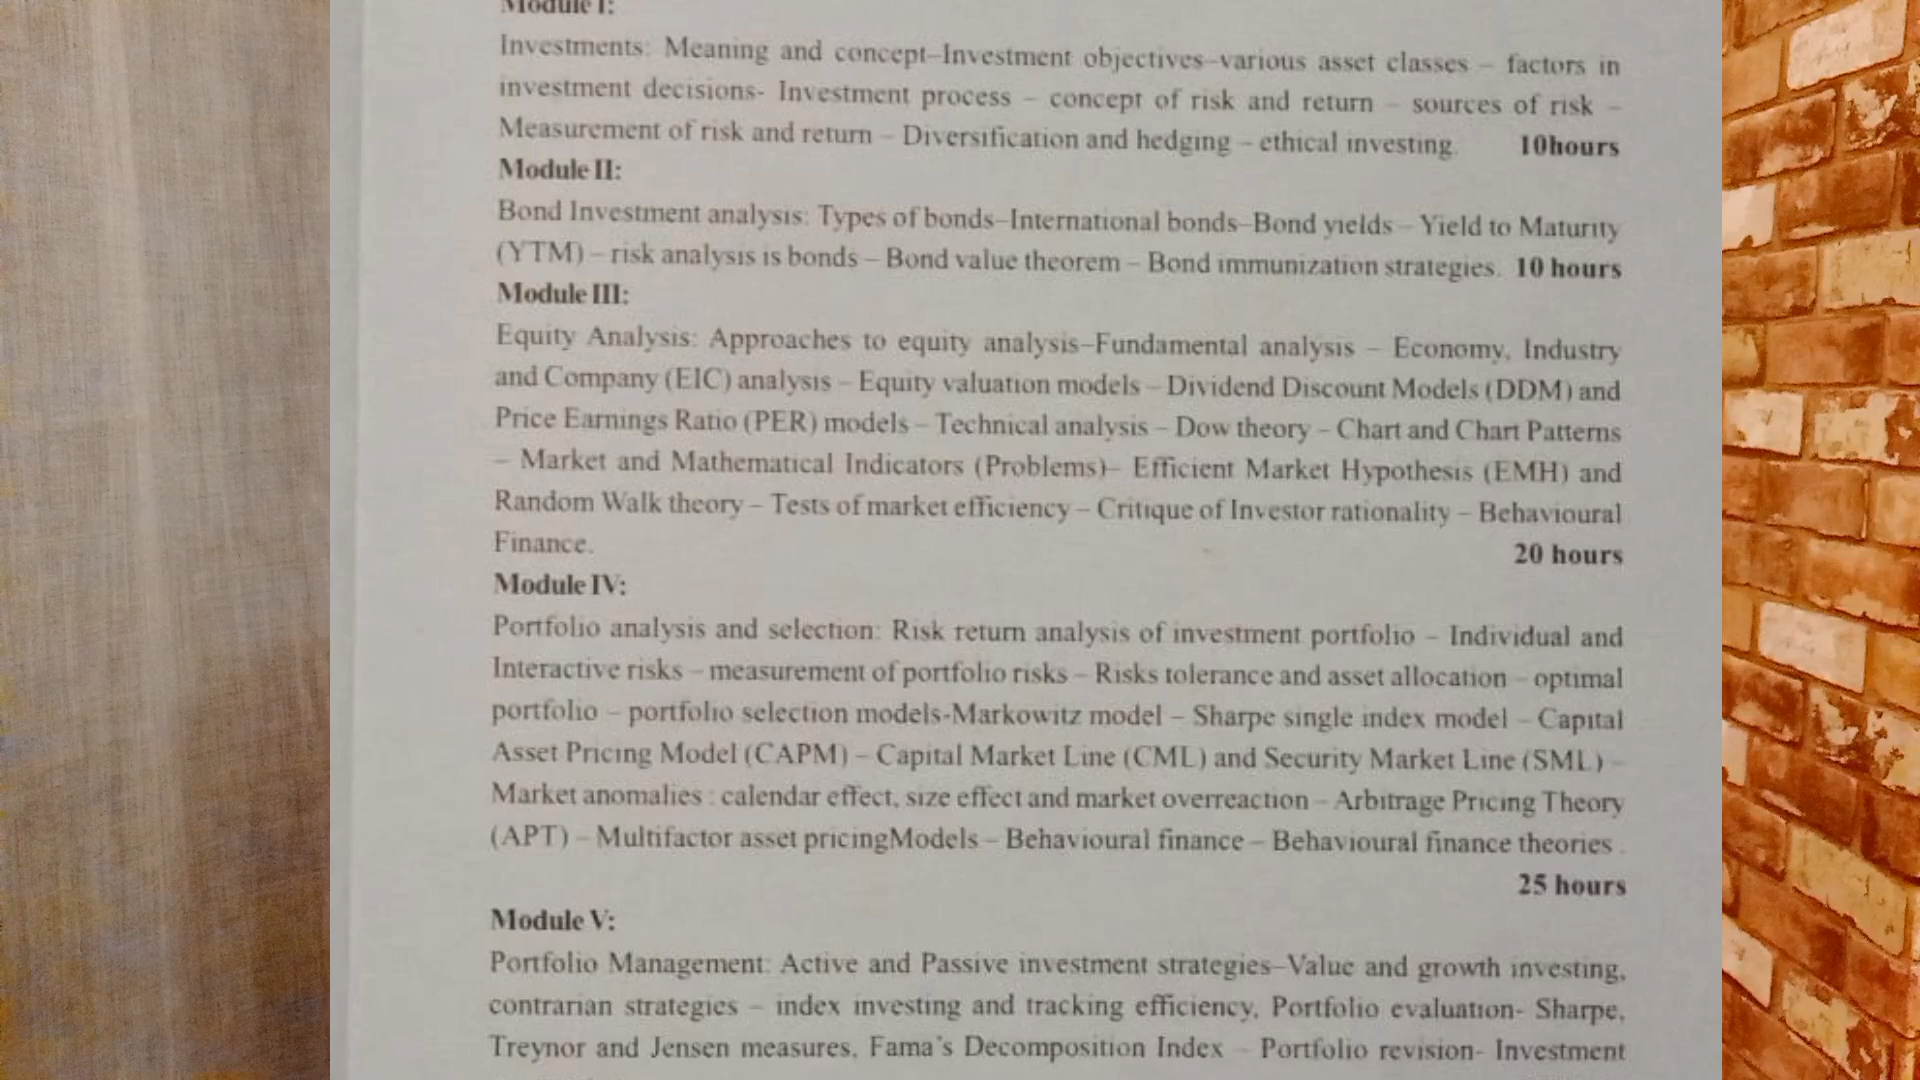 Module I:
Investments: Meaning and concept–Investment objectives–various asset classes – factors in
investment decisions- Investment process – concept of risk and return – sources of risk –
Measurement of risk and return – Diversification and hedging – ethical investing. 10hours
Module II:
Bond Investment analysis: Types of bonds–International bonds–Bond yields – Yield to Maturity
(YTM) – risk analysis is bonds – Bond value theorem – Bond immunization strategies. 10 hours
Module III:
Equity Analysis: Approaches to equity analysis–Fundamental analysis – Economy, Industry
and Company (EIC) analysis – Equity valuation models – Dividend Discount Models (DDM) and
Price Earnings Ratio (PER) models – Technical analysis – Dow theory – Chart and Chart Patterns
– Market and Mathematical Indicators (Problems)– Efficient Market Hypothesis (EMH) and
Random Walk theory – Tests of market efficiency – Critique of Investor rationality – Behavioural
Finance. 20 hours
Module IV:
Portfolio analysis and selection: Risk return analysis of investment portfolio – Individual and
Interactive risks – measurement of portfolio risks – Risks tolerance and asset allocation – optimal
portfolio – portfolio selection models-Markowitz model – Sharpe single index model – Capital
Asset Pricing Model (CAPM) – Capital Market Line (CML) and Security Market Line (SML) –
Market anomalies : calendar effect, size effect and market overreaction – Arbitrage Pricing Theory
(APT) – Multifactor asset pricingModels – Behavioural finance – Behavioural finance theories .
25 hours
Module V:
Portfolio Management: Active and Passive investment strategies–Value and growth investing,
contrarian strategies – index investing and tracking efficiency, Portfolio evaluation- Sharpe,
Treynor and Jensen measures, Fama's Decomposition Index – Portfolio revision- Investment